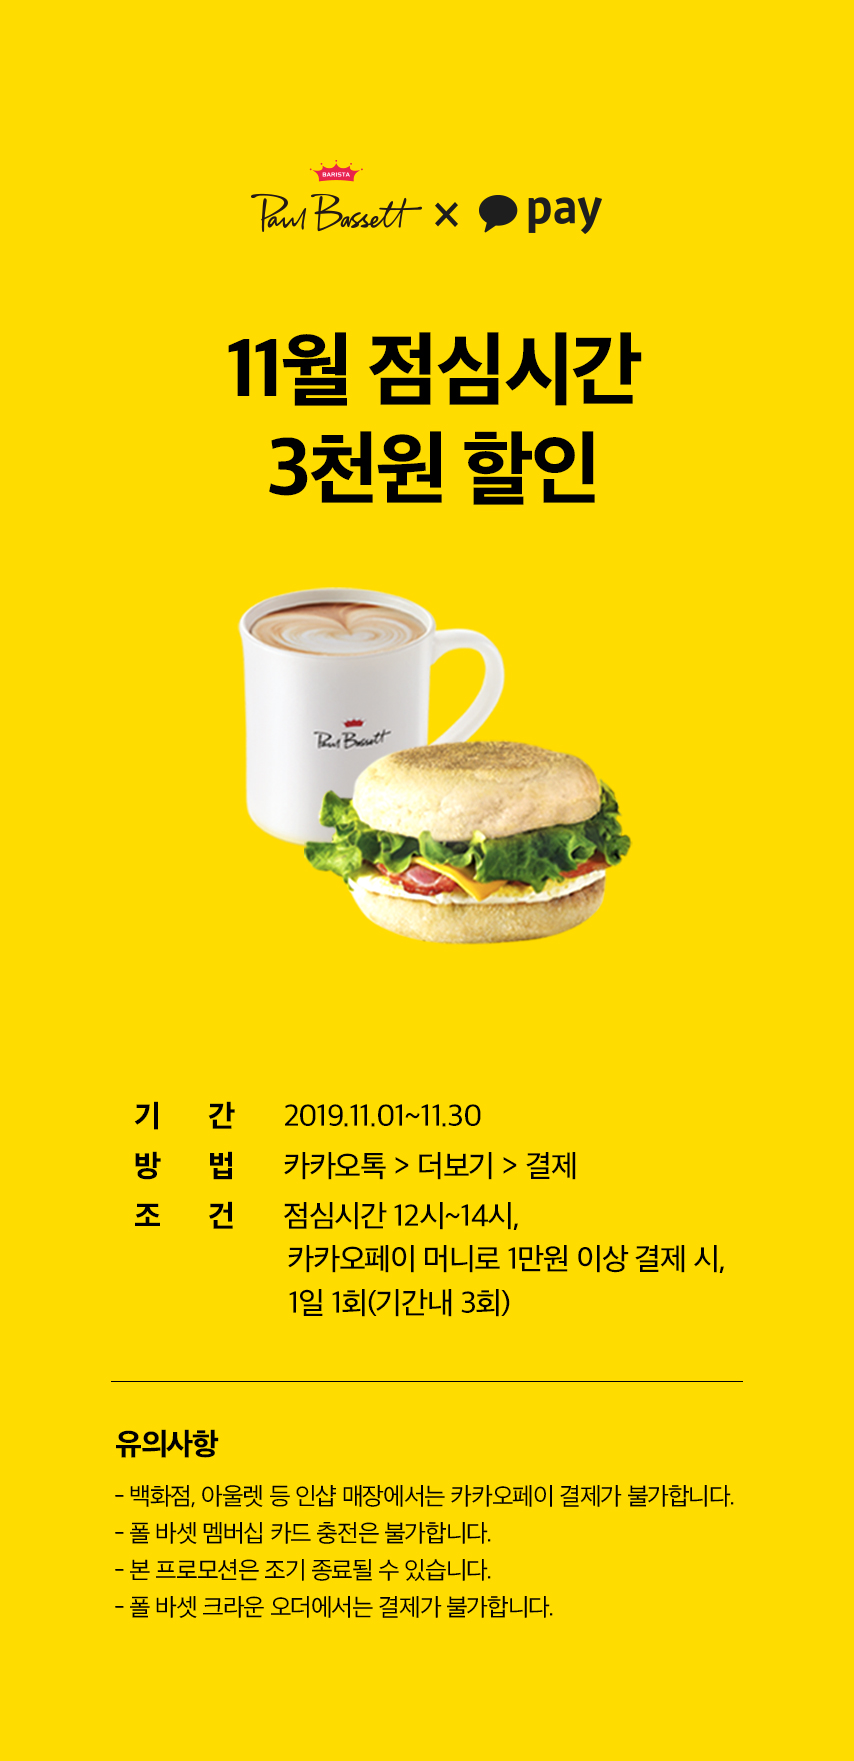 BARISTA
Paul Bassett × pay
11월 점심시간
3천원 할인
Paul Bassett
기 간 2019.11.01~11.30
방 법 카카오톡 > 더보기 > 결제
조 건 점심시간 12시~14시,
카카오페이 머니로 1만원 이상 결제 시,
1일 1회(기간내 3회)
유의사항
- 백화점, 아울렛 등 인샵 매장에서는 카카오페이 결제가 불가합니다.
- 폴 바셋 멤버십 카드 충전은 불가합니다.
- 본 프로모션은 조기 종료될 수 있습니다.
- 폴 바셋 크라운 오더에서는 결제가 불가합니다.